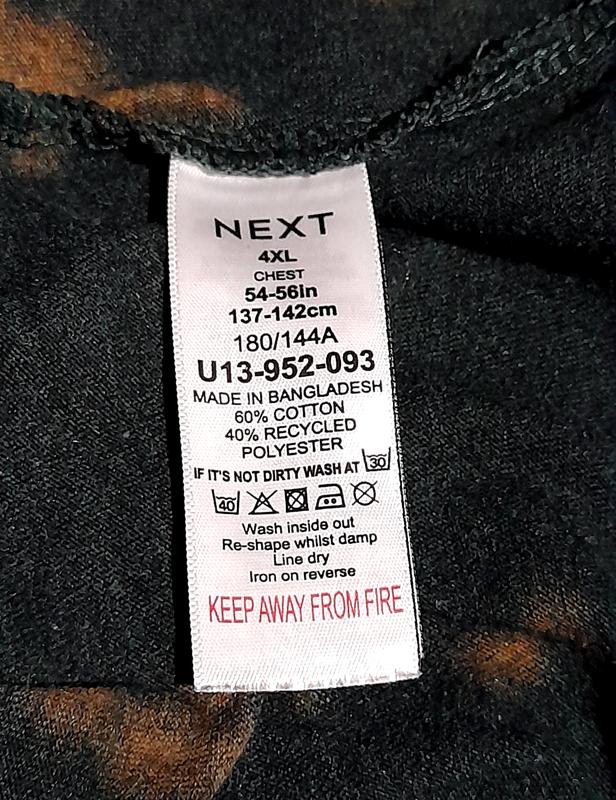 NEXT
4XL
CHEST
54-56in
137-142cm
180/144A
U13-952-093
MADE IN BANGLADESH
60% COTTON
40% RECYCLED
POLYESTER
IF IT'S NOT DIRTY WASH AT 30
40
Wash inside out
Re-shape whilst damp
Line dry
Iron on reverse
KEEP AWAY FROM FIRE